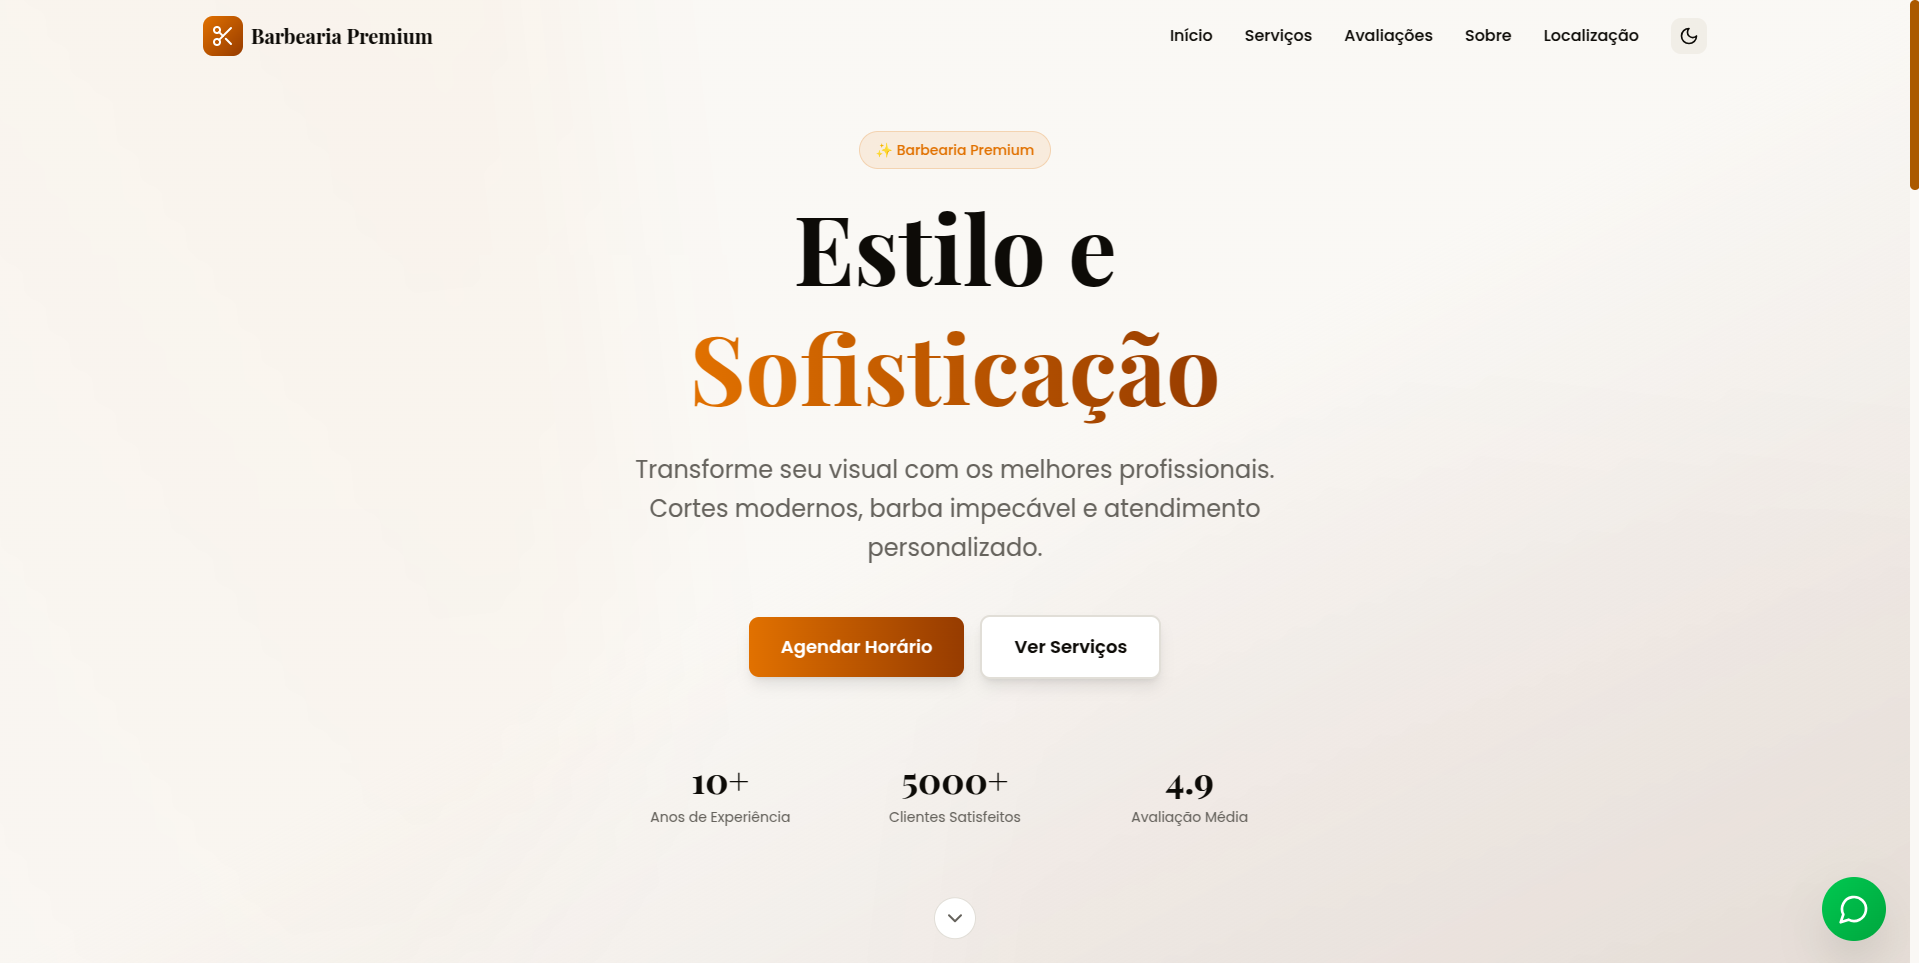 Barbearia Premium
Início Serviços Avaliações Sobre Localização
✨ Barbearia Premium
Estilo e
Sofisticação
Transforme seu visual com os melhores profissionais.
Cortes modernos, barba impecável e atendimento
personalizado.
Agendar Horário Ver Serviços
10+ 5000+ 4.9
Anos de Experiência Clientes Satisfeitos Avaliação Média